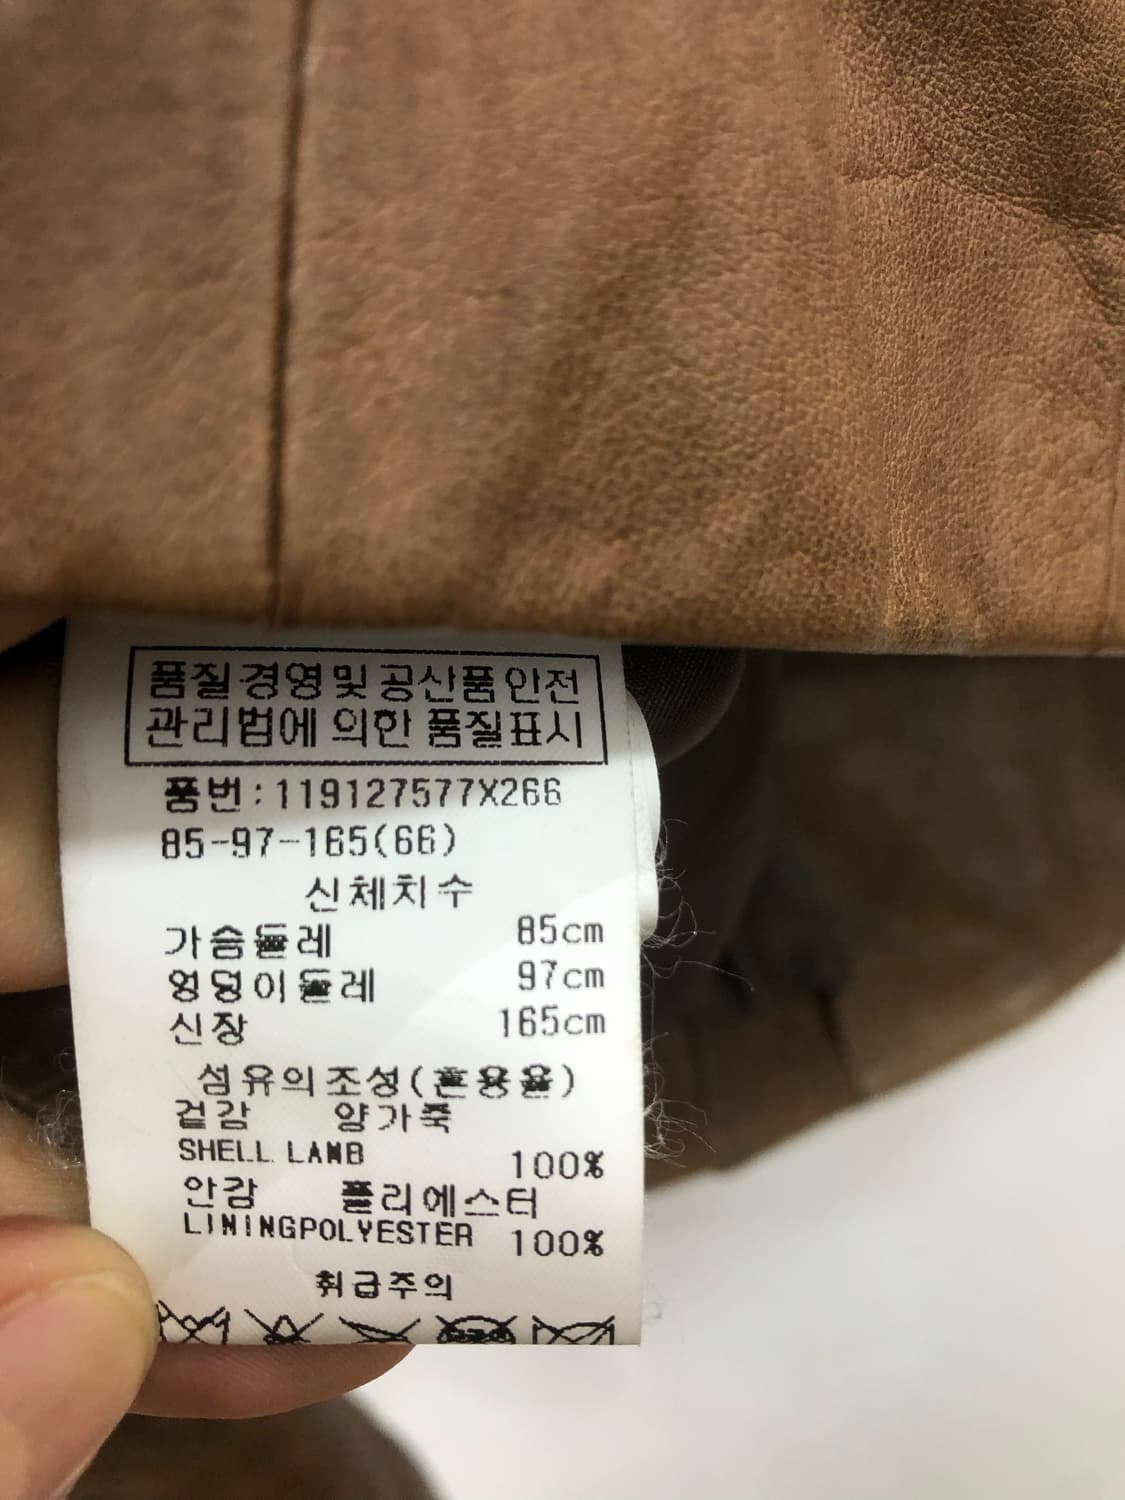 품질경영및공산품안전
관리법에 의한 품질표시
품번:119127577X266
85-97-165(66)
신체치수
가슴둘레 85cm
엉덩이둘레 97cm
신장 165cm
섬유의조성(혼용율)
겉감 양가죽
SHELL LAMB 100%
안감 폴리에스터
LININGPOLYESTER 100%
취급주의